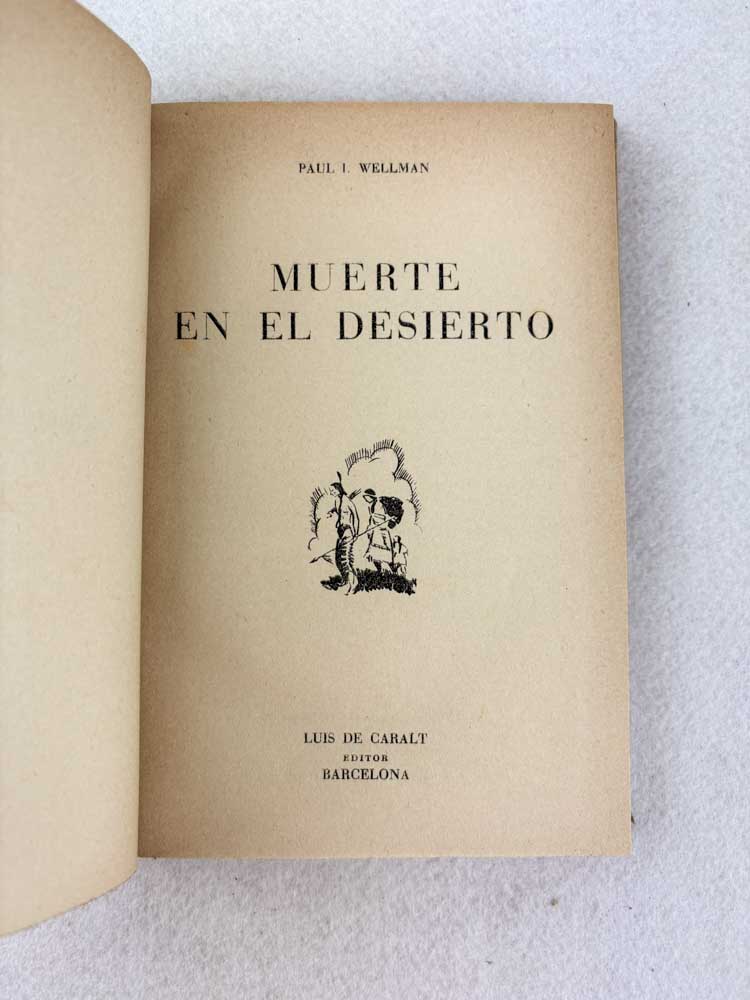 PAUL I. WELLMAN
MUERTE
EN EL DESIERTO
LUIS DE CARALT
EDITOR
BARCELONA